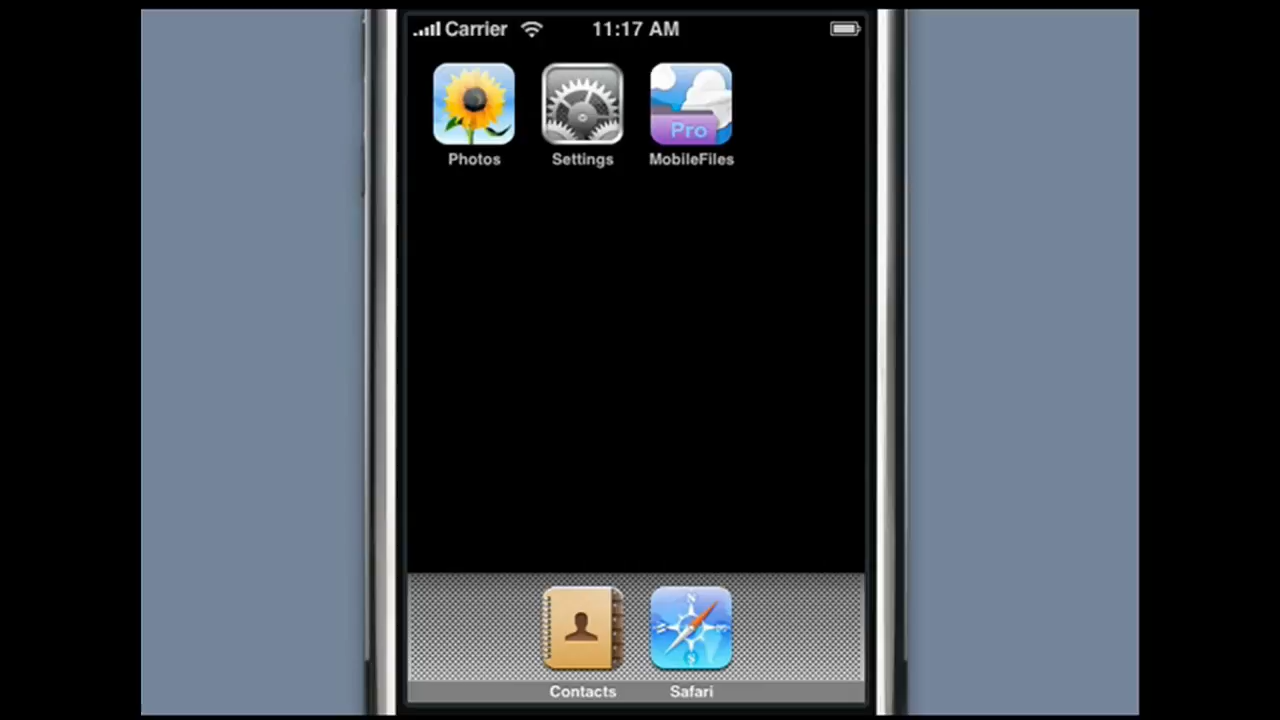 Carrier 11:17 AM
Pro
Photos Settings MobileFiles
N
S
Contacts Safari